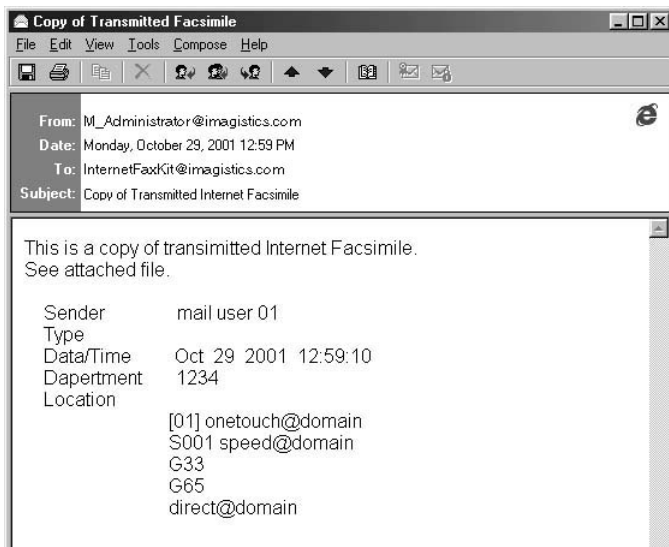 Copy of Transmitted Facsimile
File Edit View Tools Compose Help
From: M_Administrator@imagistics.com
Date: Monday, October 29, 2001 12:59 PM
To: InternetFaxKit@imagistics.com
Subject: Copy of Transmitted Internet Facsimile
This is a copy of transimitted Internet Facsimile.
See attached file.
Sender mail user 01
Type
Data/Time Oct 29 2001 12:59:10
Dapertment 1234
Location
[01] onetouch@domain
S001 speed@domain
G33
G65
direct@domain